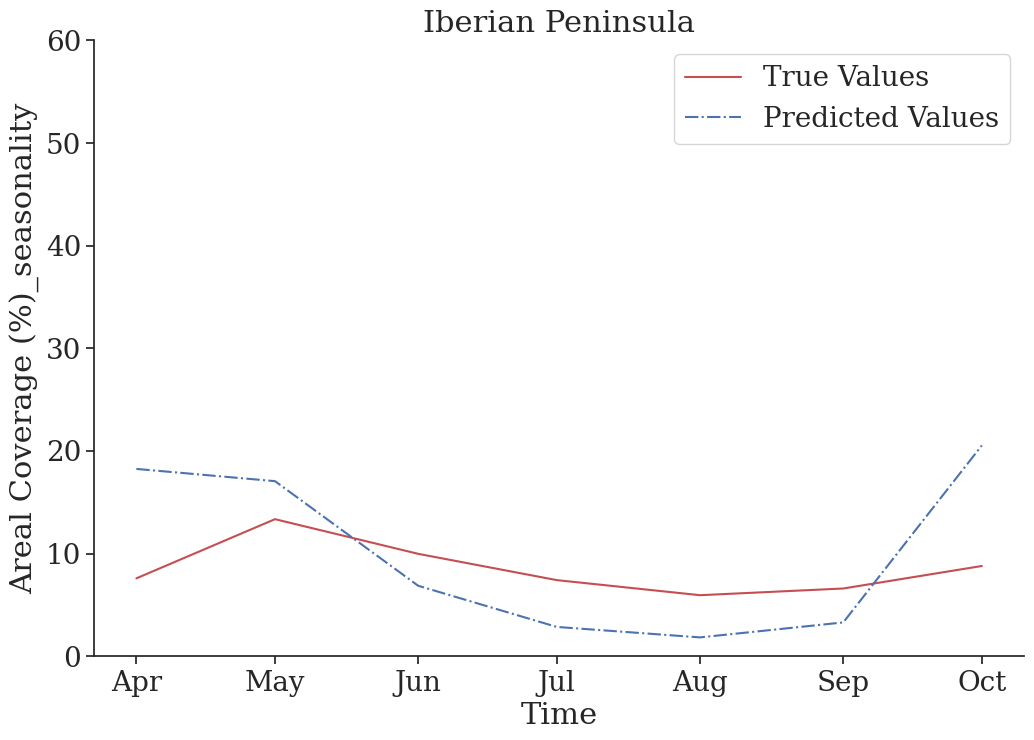 Iberian Peninsula
True Values
Predicted Values
Areal Coverage (%)_seasonality
60
50
40
30
20
10
0
Apr May Jun Jul Aug Sep Oct
Time